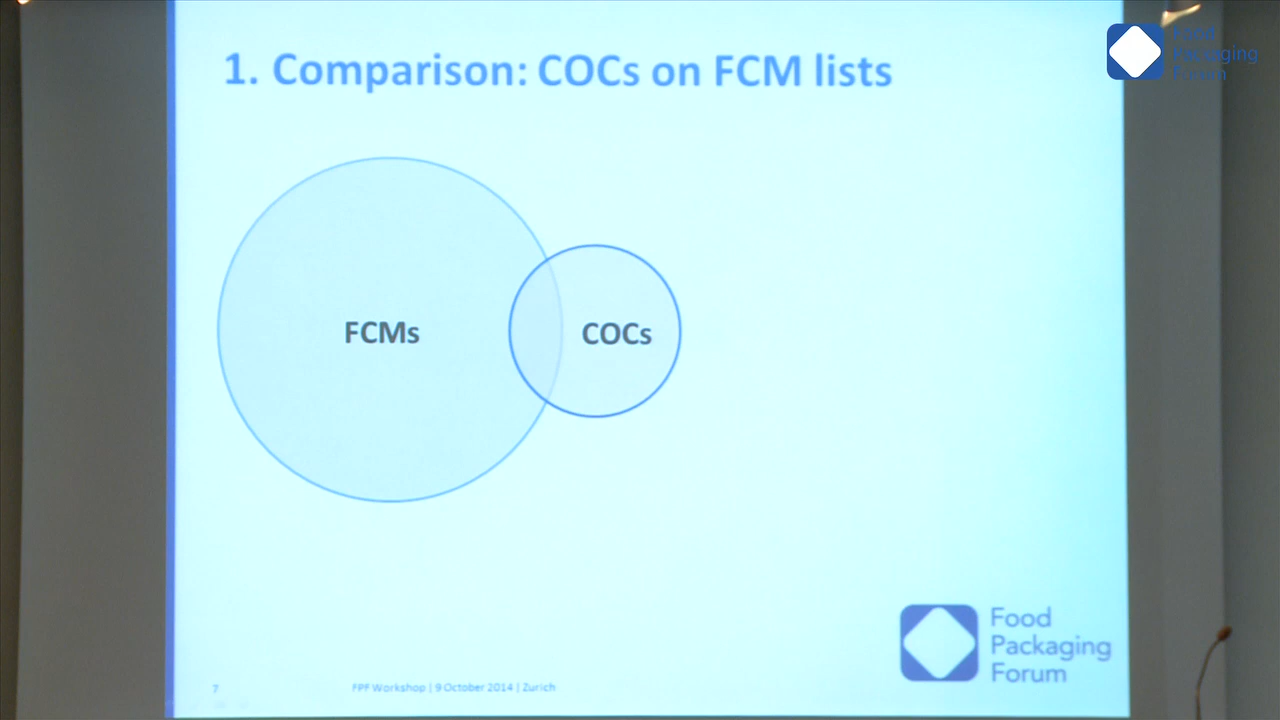 1. Comparison: COCs on FCM lists
Food
Packaging
Forum
FCMs
COCs
Food
Packaging
Forum
7
FPF Workshop | 9 October 2014 | Zurich